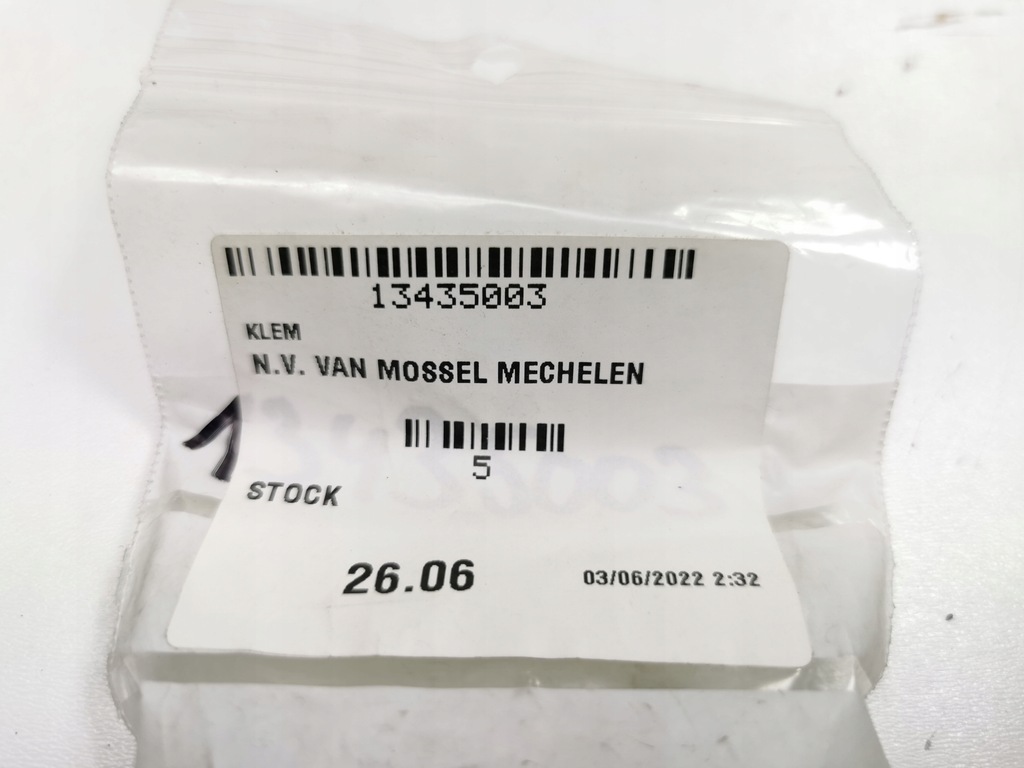 13435003
KLEM
N.V. VAN MOSSEL MECHELEN
5
STOCK
26.06 03/06/2022 2:32